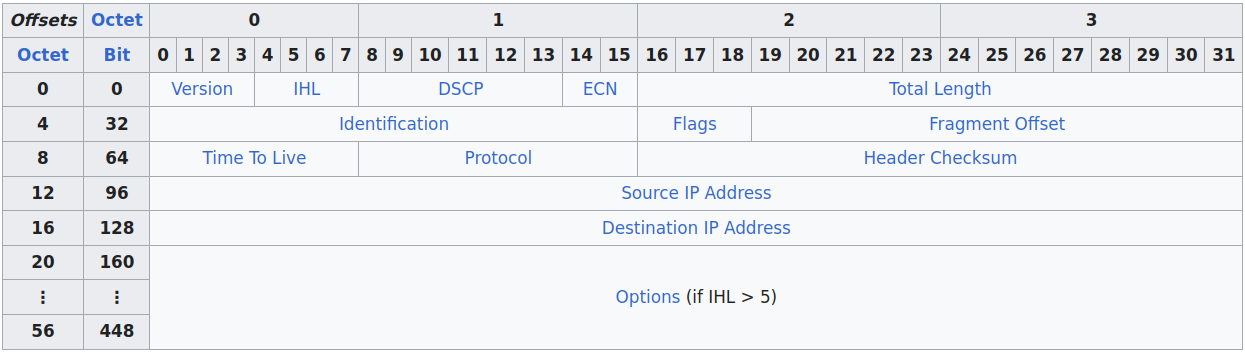 Offsets Octet 0 1 2 3
Octet Bit 0 1 2 3 4 5 6 7 8 9 10 11 12 13 14 15 16 17 18 19 20 21 22 23 24 25 26 27 28 29 30 31
0 0 Version IHL DSCP ECN Total Length
4 32 Identification Flags Fragment Offset
8 64 Time To Live Protocol Header Checksum
12 96 Source IP Address
16 128 Destination IP Address
20 160
⋮ ⋮ Options (if IHL > 5)
56 448